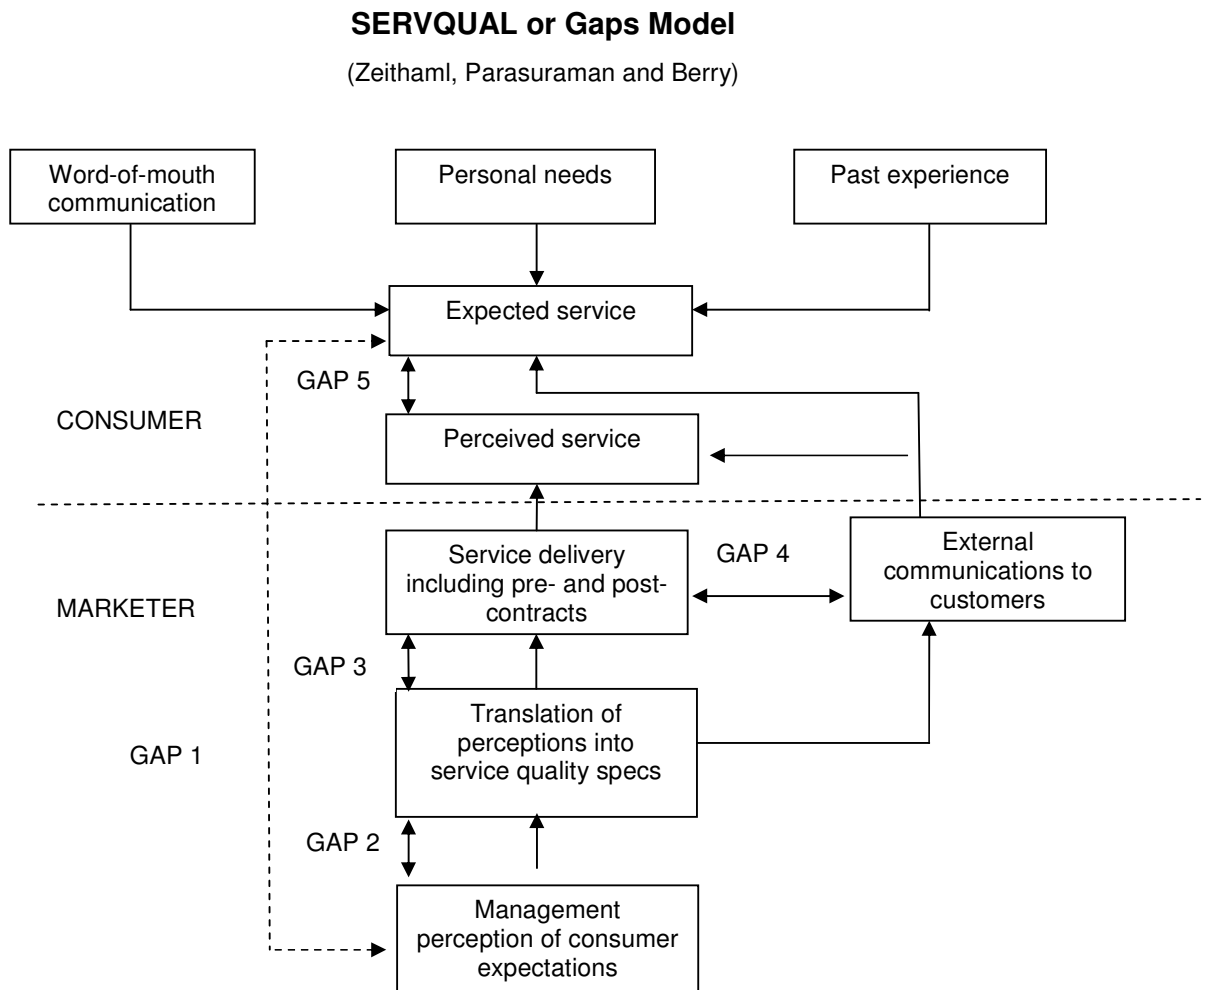 SERVQUAL or Gaps Model
(Zeithaml, Parasuraman and Berry)
Word-of-mouth
communication
Personal needs
Past experience
Expected service
GAP 5
CONSUMER
Perceived service
Service delivery
including pre- and post-
contracts
GAP 4
External
communications to
customers
MARKETER
GAP 3
Translation of
perceptions into
service quality specs
GAP 1
GAP 2
Management
perception of consumer
expectations